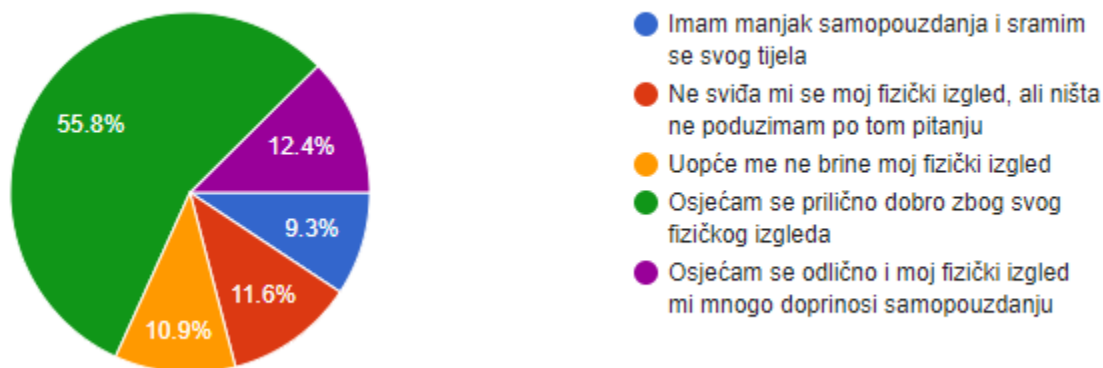 55.8%
12.4%
9.3%
11.6%
10.9%
Imam manjak samopouzdanja i sramim
se svog tijela
Ne sviđa mi se moj fizički izgled, ali ništa
ne poduzimam po tom pitanju
Uopće me ne brine moj fizički izgled
Osjećam se prilično dobro zbog svog
fizičkog izgleda
Osjećam se odlično i moj fizički izgled
mi mnogo doprinosi samopouzdanju